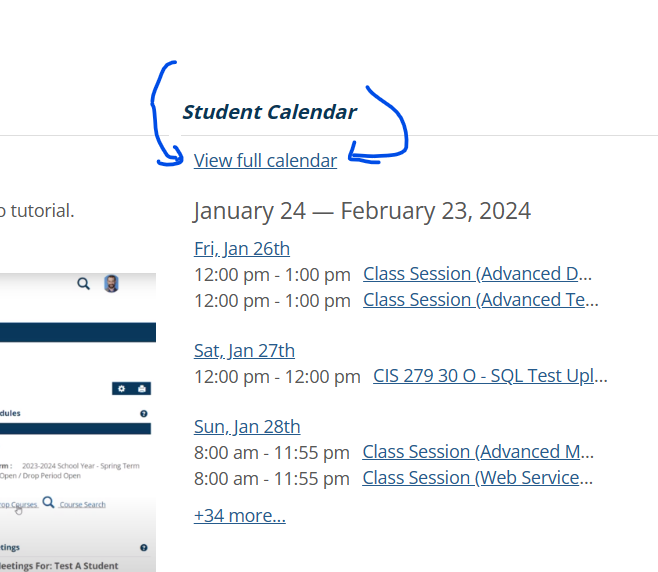 Student Calendar
View full calendar
January 24 — February 23, 2024
Fri, Jan 26th
12:00 pm - 1:00 pm Class Session (Advanced D...
12:00 pm - 1:00 pm Class Session (Advanced Te...
Sat, Jan 27th
12:00 pm - 12:00 pm CIS 279 30 O - SQL Test Upl...
Sun, Jan 28th
8:00 am - 11:55 pm Class Session (Advanced M...
8:00 am - 11:55 pm Class Session (Web Service...
+34 more...
o tutorial.
dules
rm : 2023-2024 School Year - Spring Term
Open / Drop Period Open
rop Courses Course Search
tings
Meetings For: Test A Student